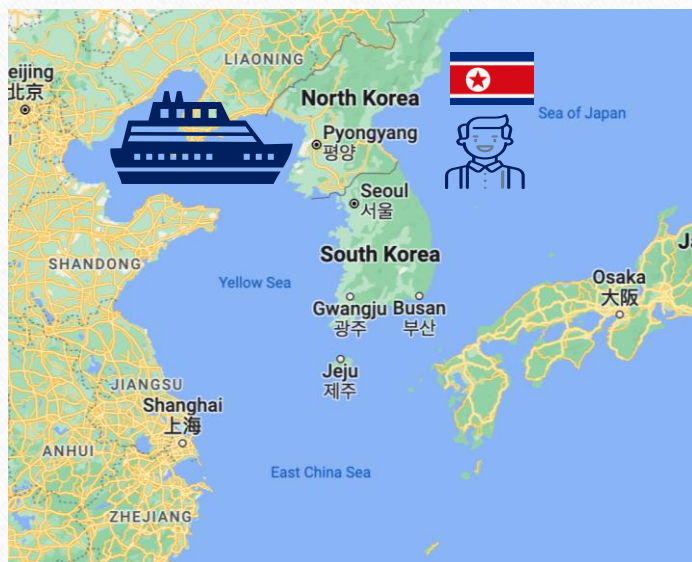 LIAONING
eijing
北京
North Korea
Sea of Japan
Pyongyang
평양
Seoul
서울
SHANDONG
South Korea
Ja
Yellow Sea
Osaka
大阪
Gwangju Busan
광주 부산
Jeju
제주
JIANGSU
Shanghai
上海
ANHUI
East China Sea
ZHEJIANG